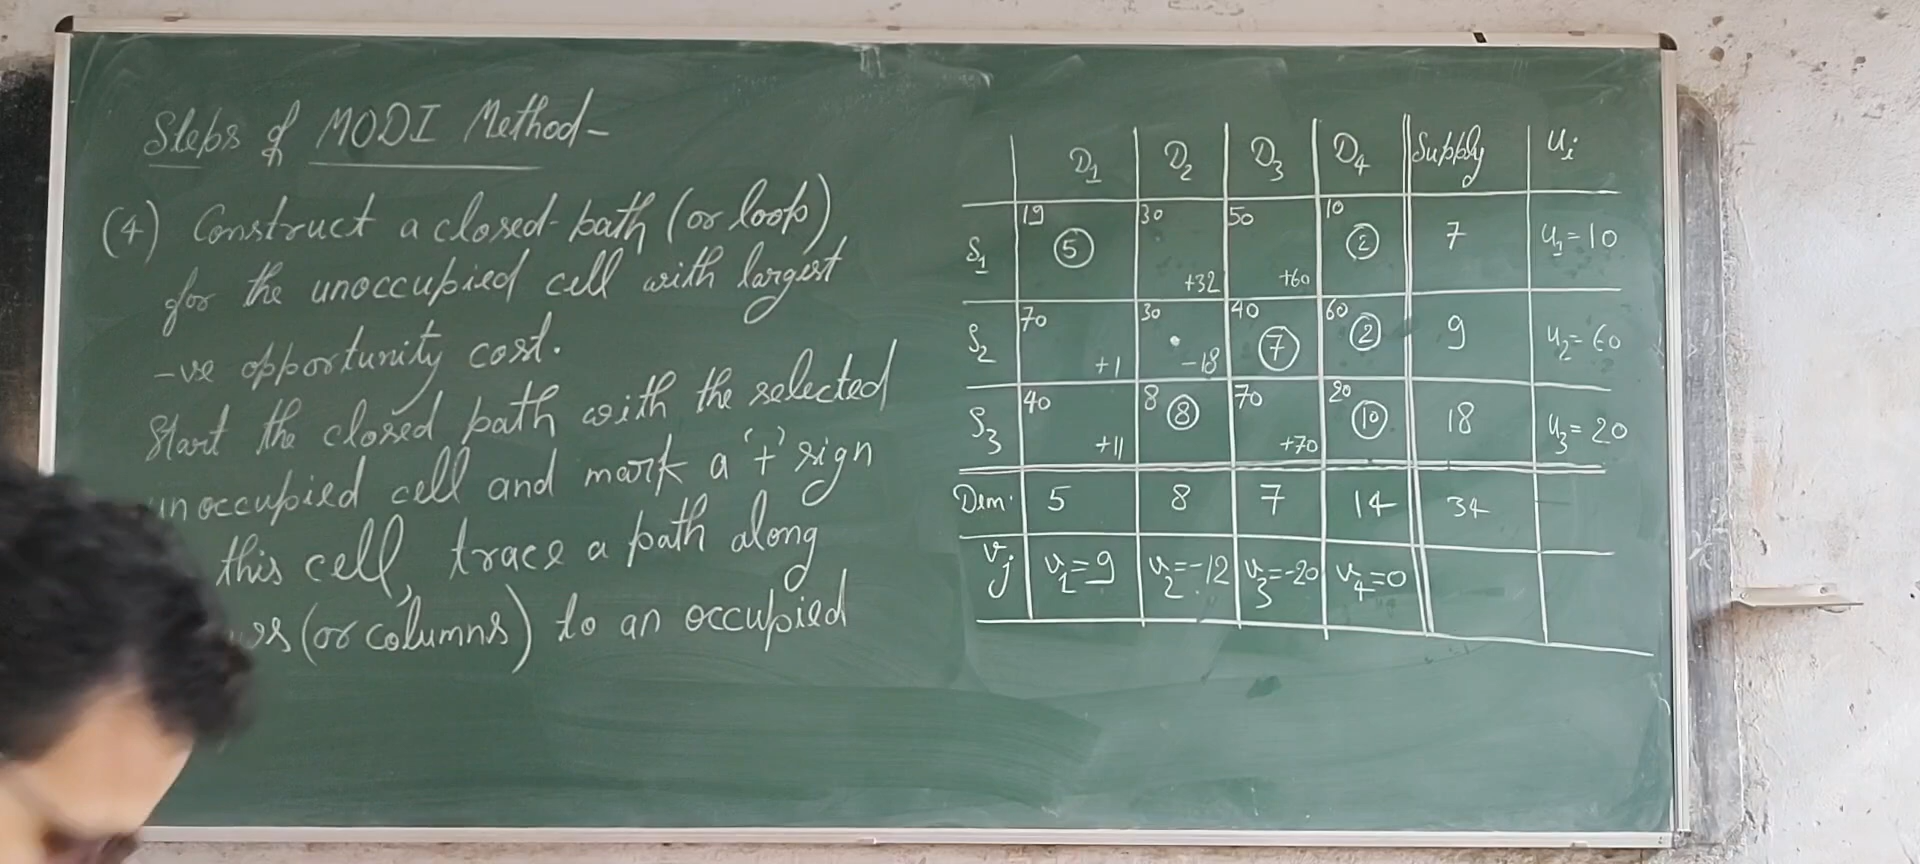 Steps of MODI Method-
(4) Construct a closed-path (or loop)
for the unoccupied cell with largest
-ve opportunity cost.
Start the closed path with the selected
unoccupied cell and mark a '+' sign
this cell, trace a path along
(or columns) to an occupied
D1 D2 D3 D4 Supply ui
S1 19 5 30 +32 50 +60 10 2 7 u1=10
S2 70 +1 30 -18 40 7 60 2 9 u2=60
S3 40 +11 8 8 70 +70 20 10 18 u3=20
Dem. 5 8 7 14 34
vj v1=9 v2=-12 v3=-20 v4=0